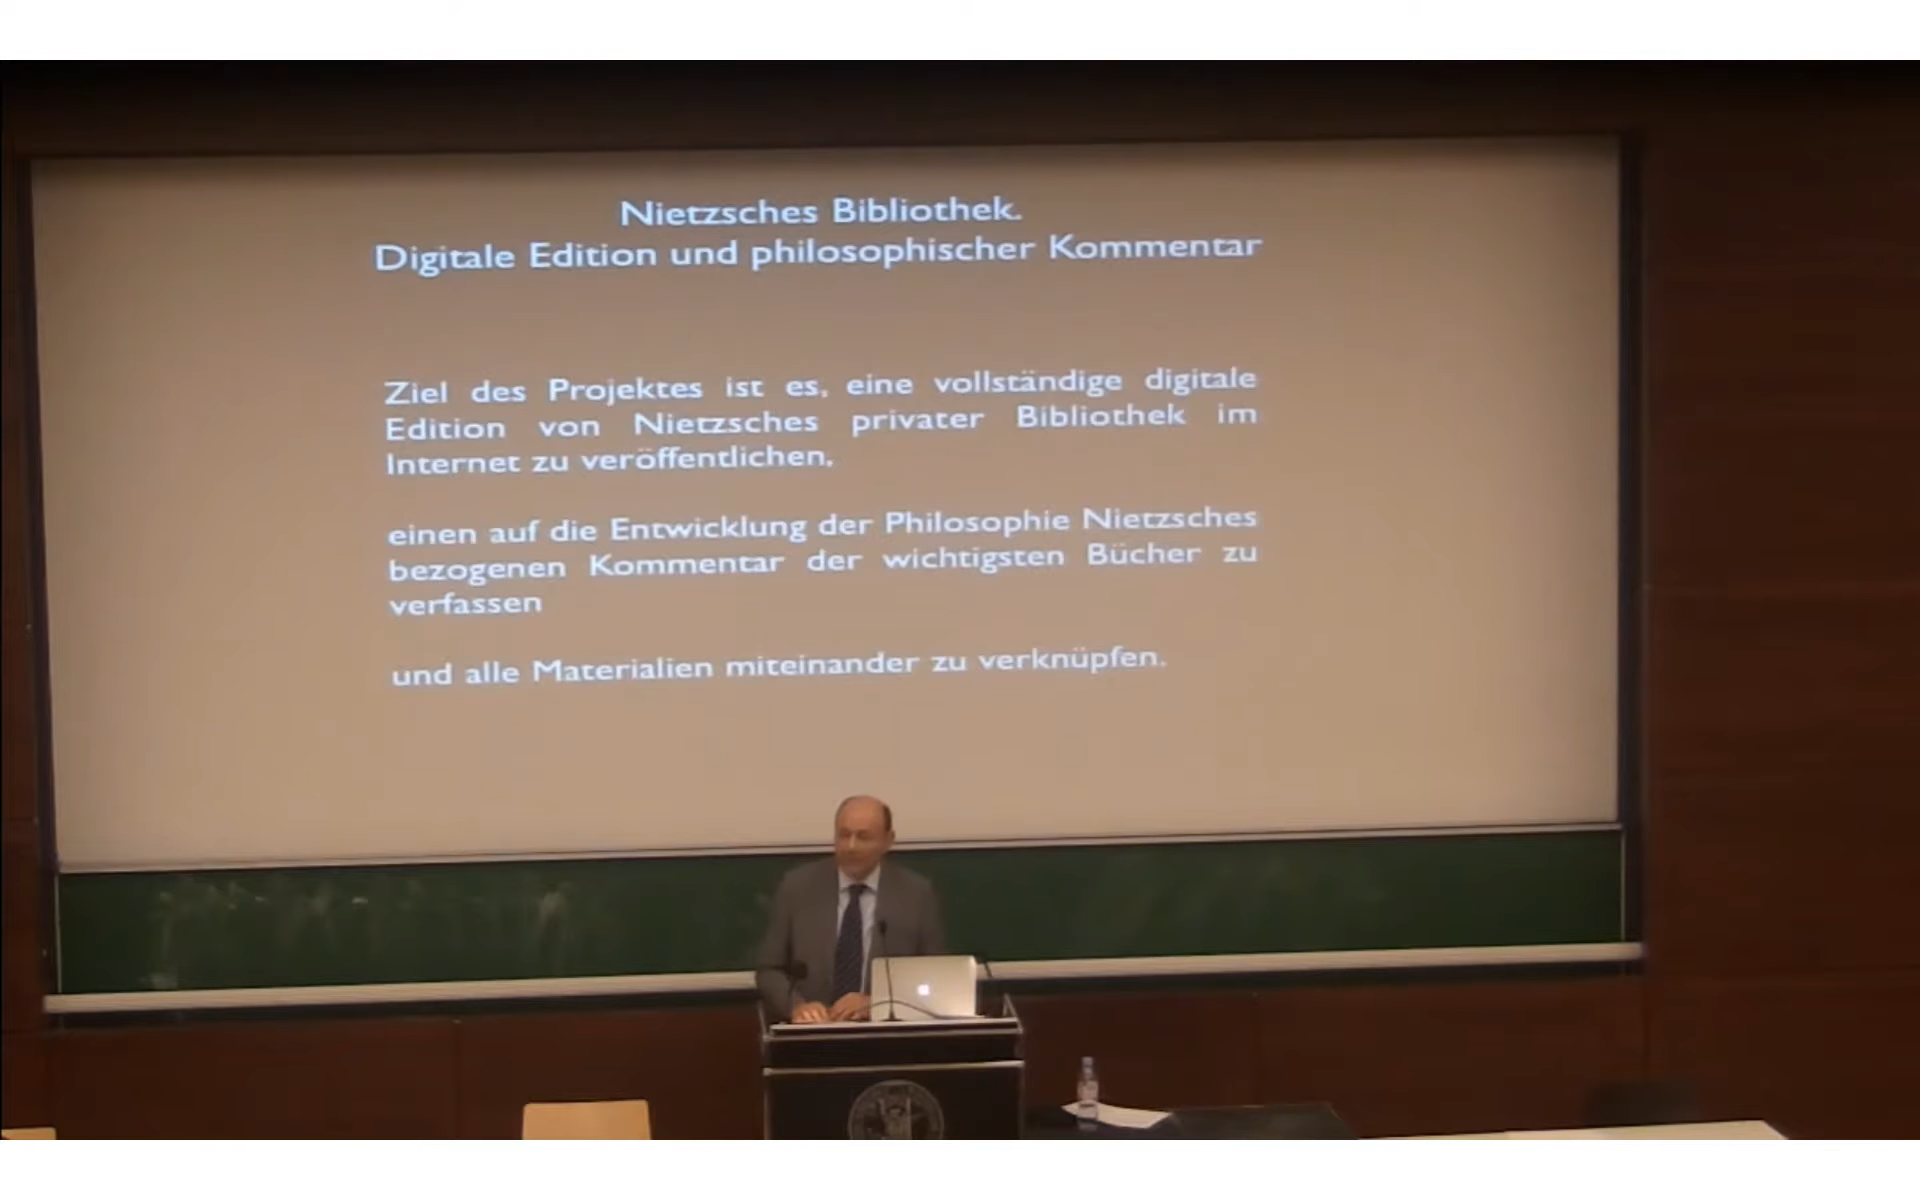 Nietzsches Bibliothek.
Digitale Edition und philosophischer Kommentar
Ziel des Projektes ist es, eine vollständige digitale
Edition von Nietzsches privater Bibliothek im
Internet zu veröffentlichen,
einen auf die Entwicklung der Philosophie Nietzsches
bezogenen Kommentar der wichtigsten Bücher zu
verfassen
und alle Materialien miteinander zu verknüpfen.